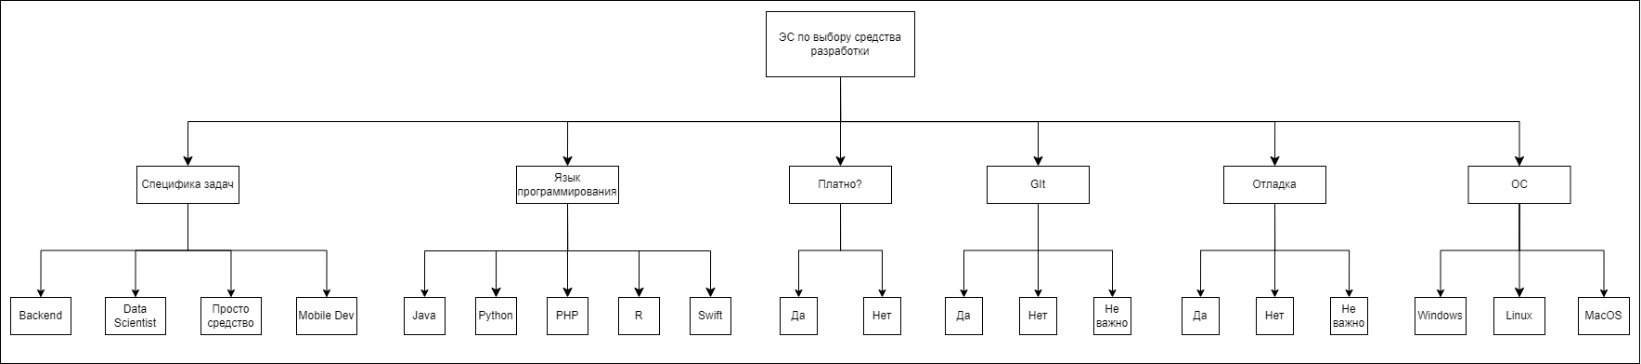 ЭС по выбору средства
разработки
Специфика задач
Язык
программирования
Платно?
GIt
Отладка
ОС
Backend
Data
Scientist
Просто
средство
Mobile Dev
Java
Python
PHP
R
Swift
Да
Нет
Да
Нет
Не
важно
Да
Нет
Не
важно
Windows
Linux
MacOS